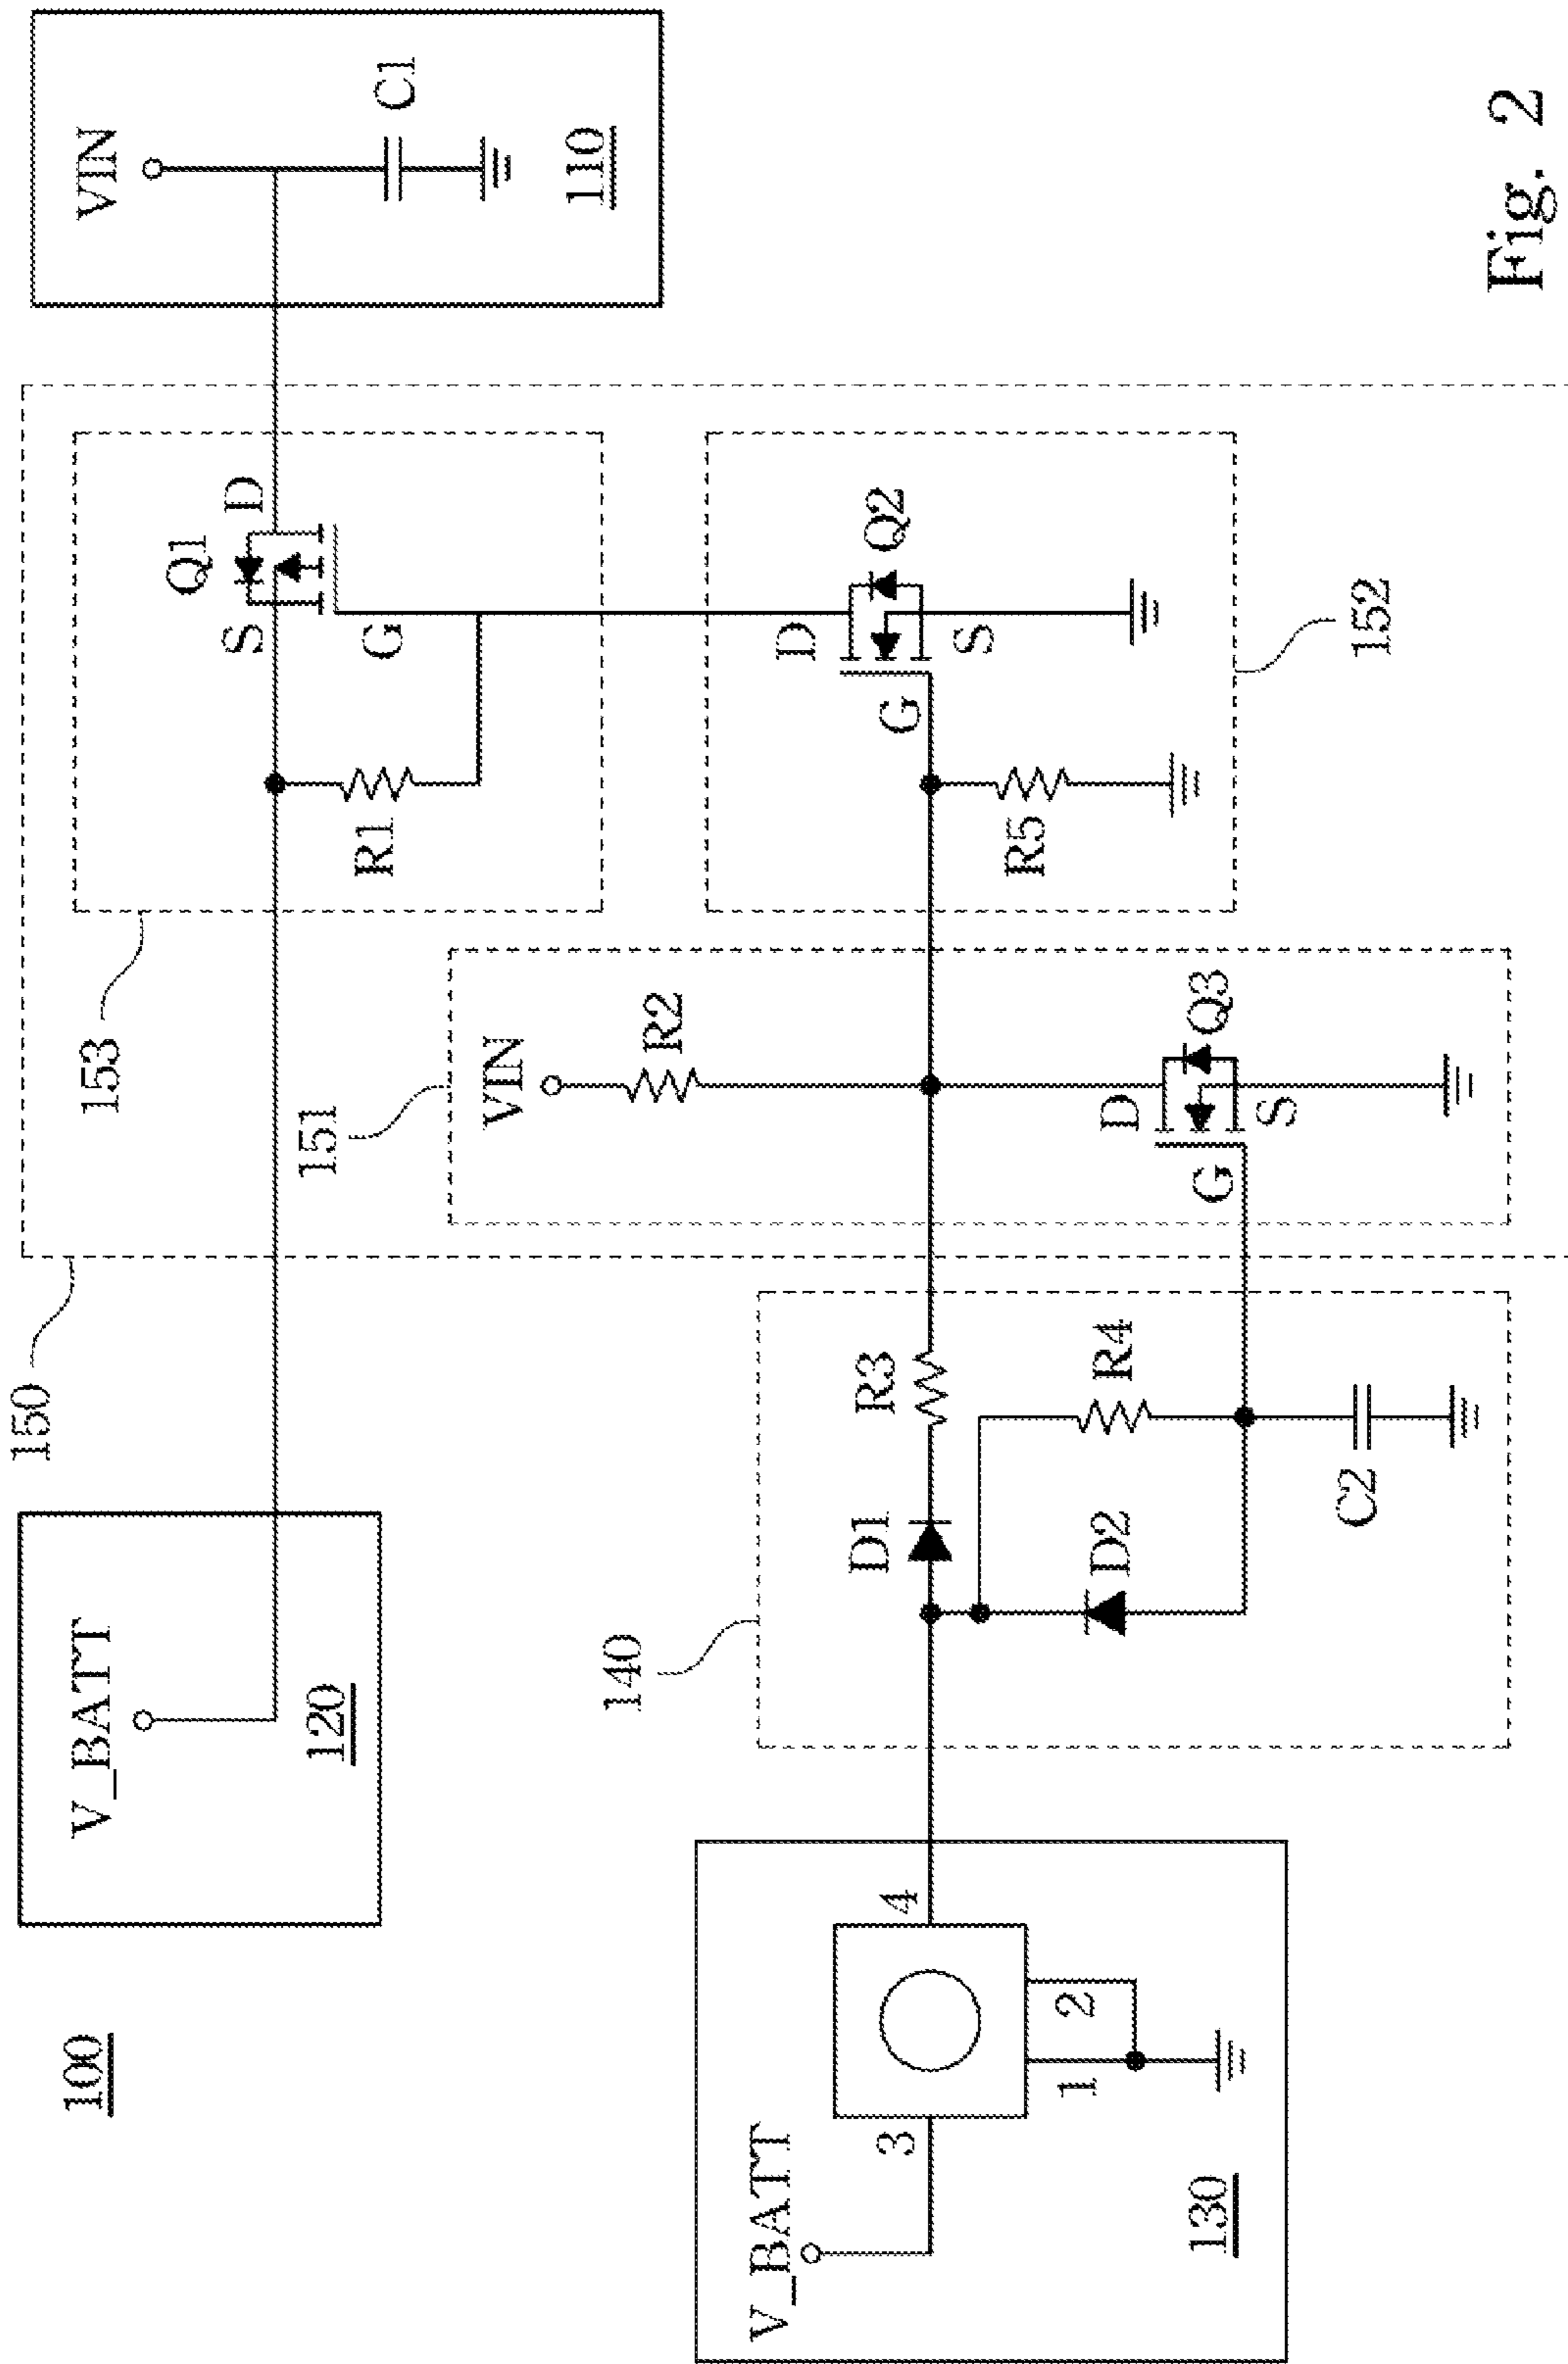 100
V_BATT
120
150
153
Q1
S
D
G
R1
VIN
C1
110
151
VIN
R2
D
G
S
Q3
D
Q2
G
S
R5
152
140
D1
R3
D2
R4
C2
V_BATT
3
4
1
2
130
Fig. 2